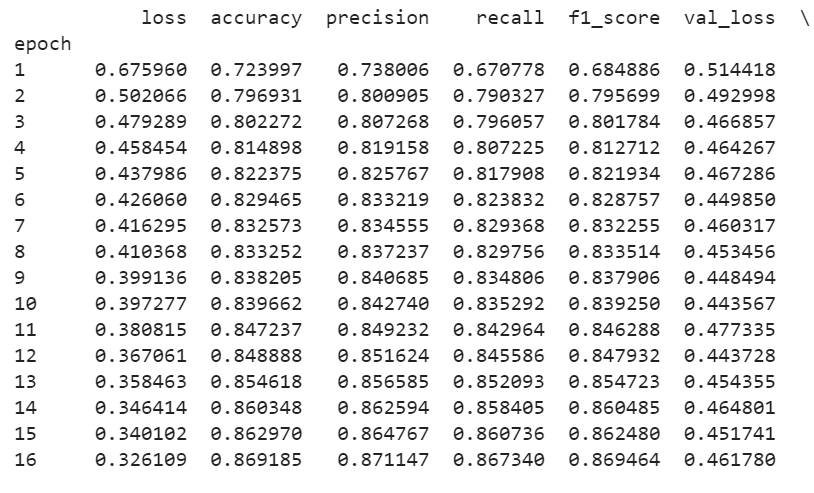 loss accuracy precision recall f1_score val_loss \
epoch
1 0.675960 0.723997 0.738006 0.670778 0.684886 0.514418
2 0.502066 0.796931 0.800905 0.790327 0.795699 0.492998
3 0.479289 0.802272 0.807268 0.796057 0.801784 0.466857
4 0.458454 0.814898 0.819158 0.807225 0.812712 0.464267
5 0.437986 0.822375 0.825767 0.817908 0.821934 0.467286
6 0.426060 0.829465 0.833219 0.823832 0.828757 0.449850
7 0.416295 0.832573 0.834555 0.829368 0.832255 0.460317
8 0.410368 0.833252 0.837237 0.829756 0.833514 0.453456
9 0.399136 0.838205 0.840685 0.834806 0.837906 0.448494
10 0.397277 0.839662 0.842740 0.835292 0.839250 0.443567
11 0.380815 0.847237 0.849232 0.842964 0.846288 0.477335
12 0.367061 0.848888 0.851624 0.845586 0.847932 0.443728
13 0.358463 0.854618 0.856585 0.852093 0.854723 0.454355
14 0.346414 0.860348 0.862594 0.858405 0.860485 0.464801
15 0.340102 0.862970 0.864767 0.860736 0.862480 0.451741
16 0.326109 0.869185 0.871147 0.867340 0.869464 0.461780